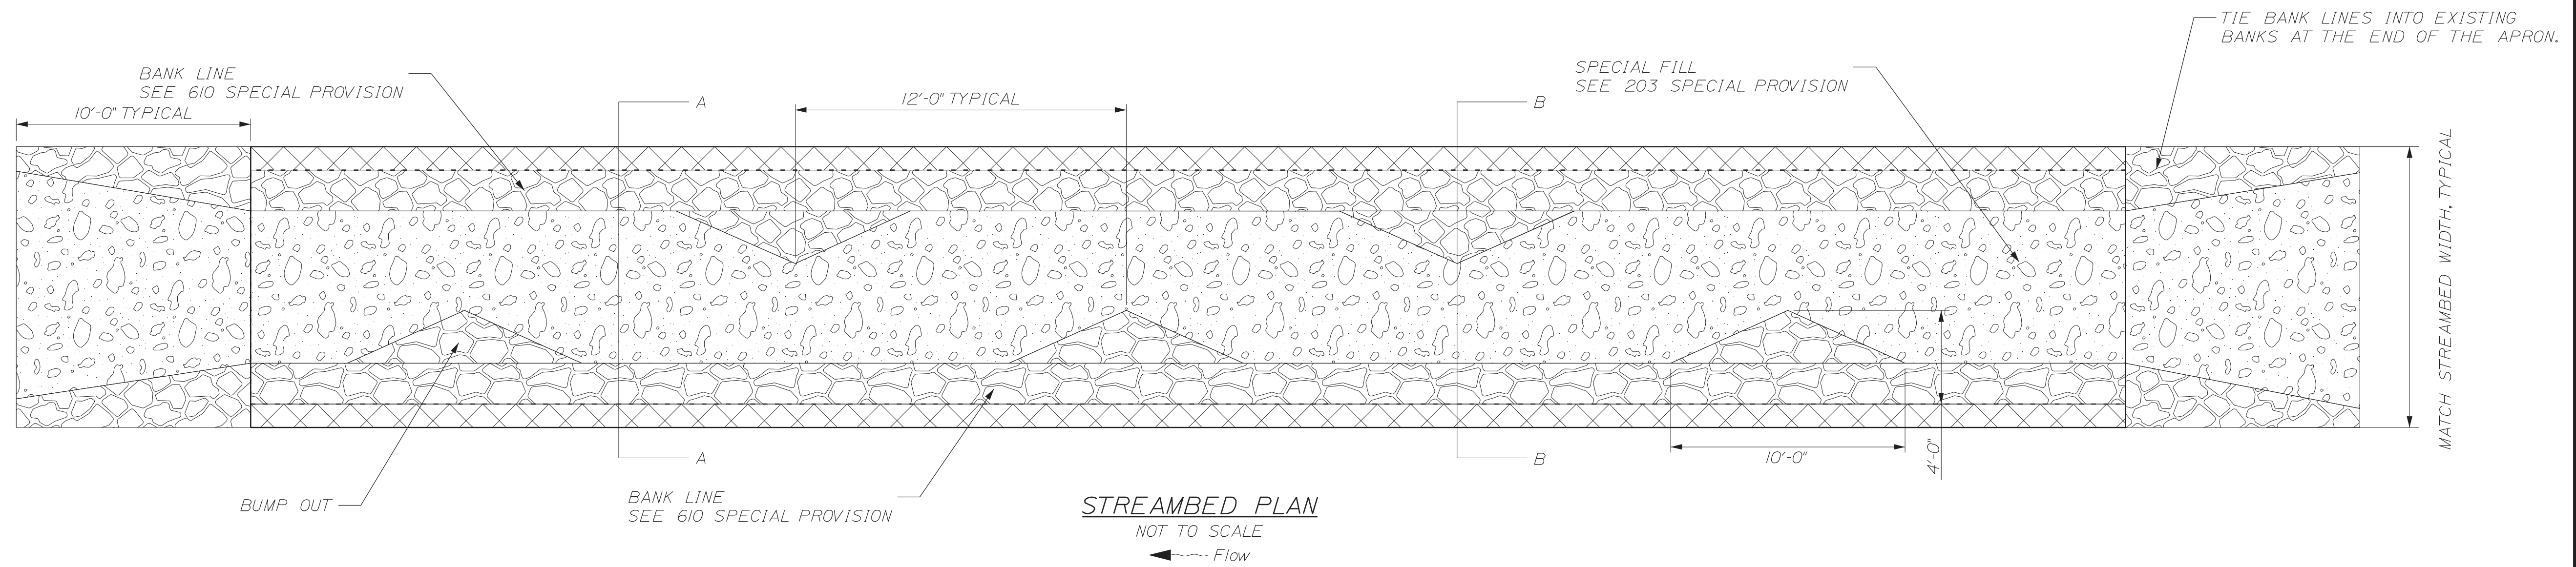 TIE BANK LINES INTO EXISTING
BANKS AT THE END OF THE APRON.
BANK LINE
SEE 610 SPECIAL PROVISION
SPECIAL FILL
SEE 203 SPECIAL PROVISION
10'-0" TYPICAL
A
12'-0" TYPICAL
B
MATCH STREAMBED WIDTH, TYPICAL
A
B
10'-0"
4'-0"
BUMP OUT
BANK LINE
SEE 610 SPECIAL PROVISION
STREAMBED PLAN
NOT TO SCALE
Flow